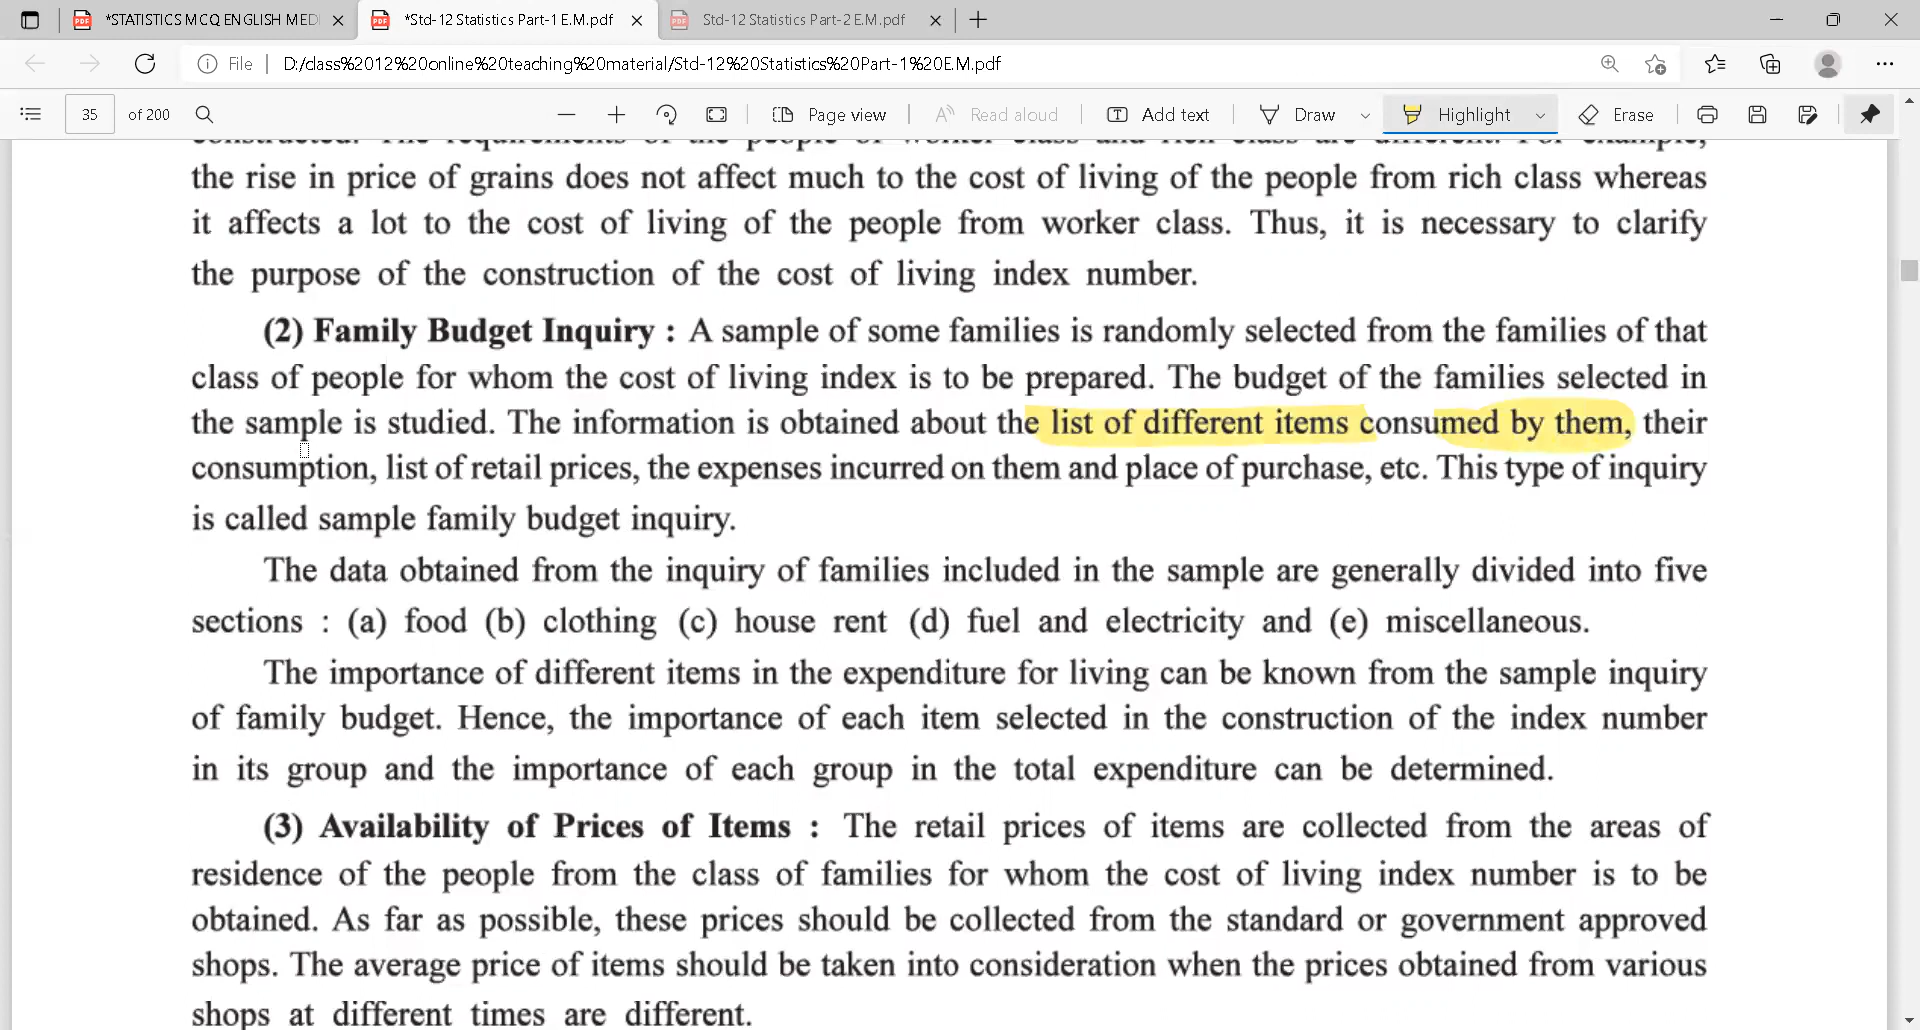 *STATISTICS MCQ ENGLISH MEDI
*Std-12 Statistics Part-1 E.M.pdf
Std-12 Statistics Part-2 E.M.pdf
File
D:/class%2012%20online%20teaching%20material/Std-12%20Statistics%20Part-1%20E.M.pdf
35 of 200
Page view
Read aloud
Add text
Draw
Highlight
Erase
constructed. The requirements of the people of worker class and rich class are different. For example,
the rise in price of grains does not affect much to the cost of living of the people from rich class whereas
it affects a lot to the cost of living of the people from worker class. Thus, it is necessary to clarify
the purpose of the construction of the cost of living index number.
(2) Family Budget Inquiry : A sample of some families is randomly selected from the families of that
class of people for whom the cost of living index is to be prepared. The budget of the families selected in
the sample is studied. The information is obtained about the list of different items consumed by them, their
consumption, list of retail prices, the expenses incurred on them and place of purchase, etc. This type of inquiry
is called sample family budget inquiry.
The data obtained from the inquiry of families included in the sample are generally divided into five
sections : (a) food (b) clothing (c) house rent (d) fuel and electricity and (e) miscellaneous.
The importance of different items in the expenditure for living can be known from the sample inquiry
of family budget. Hence, the importance of each item selected in the construction of the index number
in its group and the importance of each group in the total expenditure can be determined.
(3) Availability of Prices of Items : The retail prices of items are collected from the areas of
residence of the people from the class of families for whom the cost of living index number is to be
obtained. As far as possible, these prices should be collected from the standard or government approved
shops. The average price of items should be taken into consideration when the prices obtained from various
shops at different times are different.